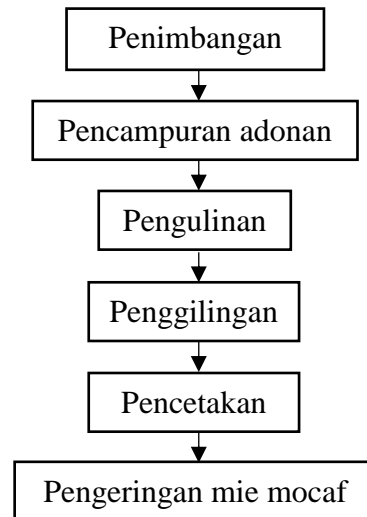 Penimbangan
Pencampuran adonan
Pengulinan
Penggilingan
Pencetakan
Pengeringan mie mocaf